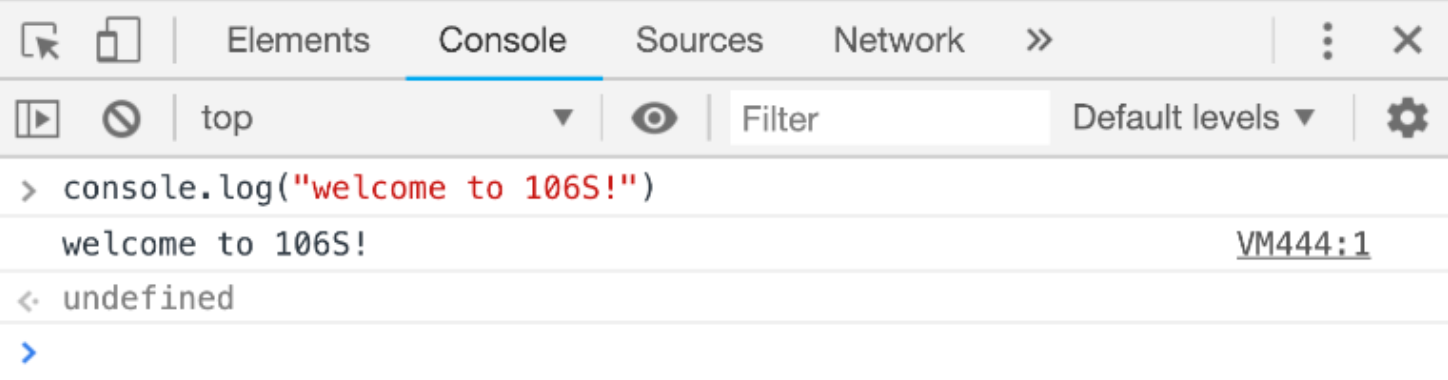 Elements Console Sources Network »
top ▼ Filter Default levels ▼
> console.log("welcome to 106S!")
welcome to 106S! VM444:1
undefined
>